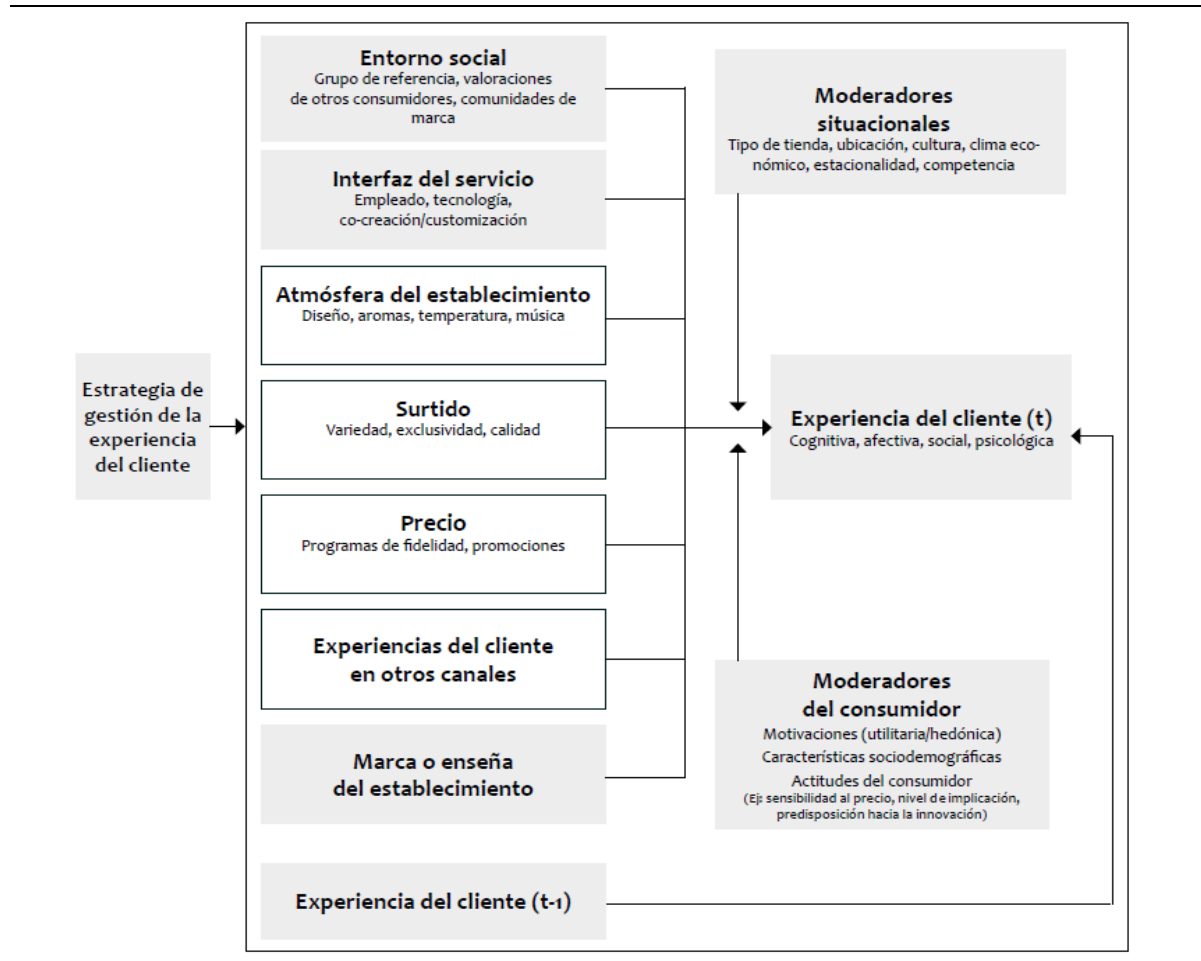 Entorno social
Grupo de referencia, valoraciones
de otros consumidores, comunidades de
marca
Interfaz del servicio
Empleado, tecnología,
co-creación/customización
Atmósfera del establecimiento
Diseño, aromas, temperatura, música
Surtido
Variedad, exclusividad, calidad
Precio
Programas de fidelidad, promociones
Experiencias del cliente
en otros canales
Marca o enseña
del establecimiento
Experiencia del cliente (t-1)
Estrategia de
gestión de la
experiencia
del cliente
Moderadores
situacionales
Tipo de tienda, ubicación, cultura, clima eco-
nómico, estacionalidad, competencia
Experiencia del cliente (t)
Cognitiva, afectiva, social, psicológica
Moderadores
del consumidor
Motivaciones (utilitaria/hedónica)
Características sociodemográficas
Actitudes del consumidor
(Ej: sensibilidad al precio, nivel de implicación,
predisposición hacia la innovación)